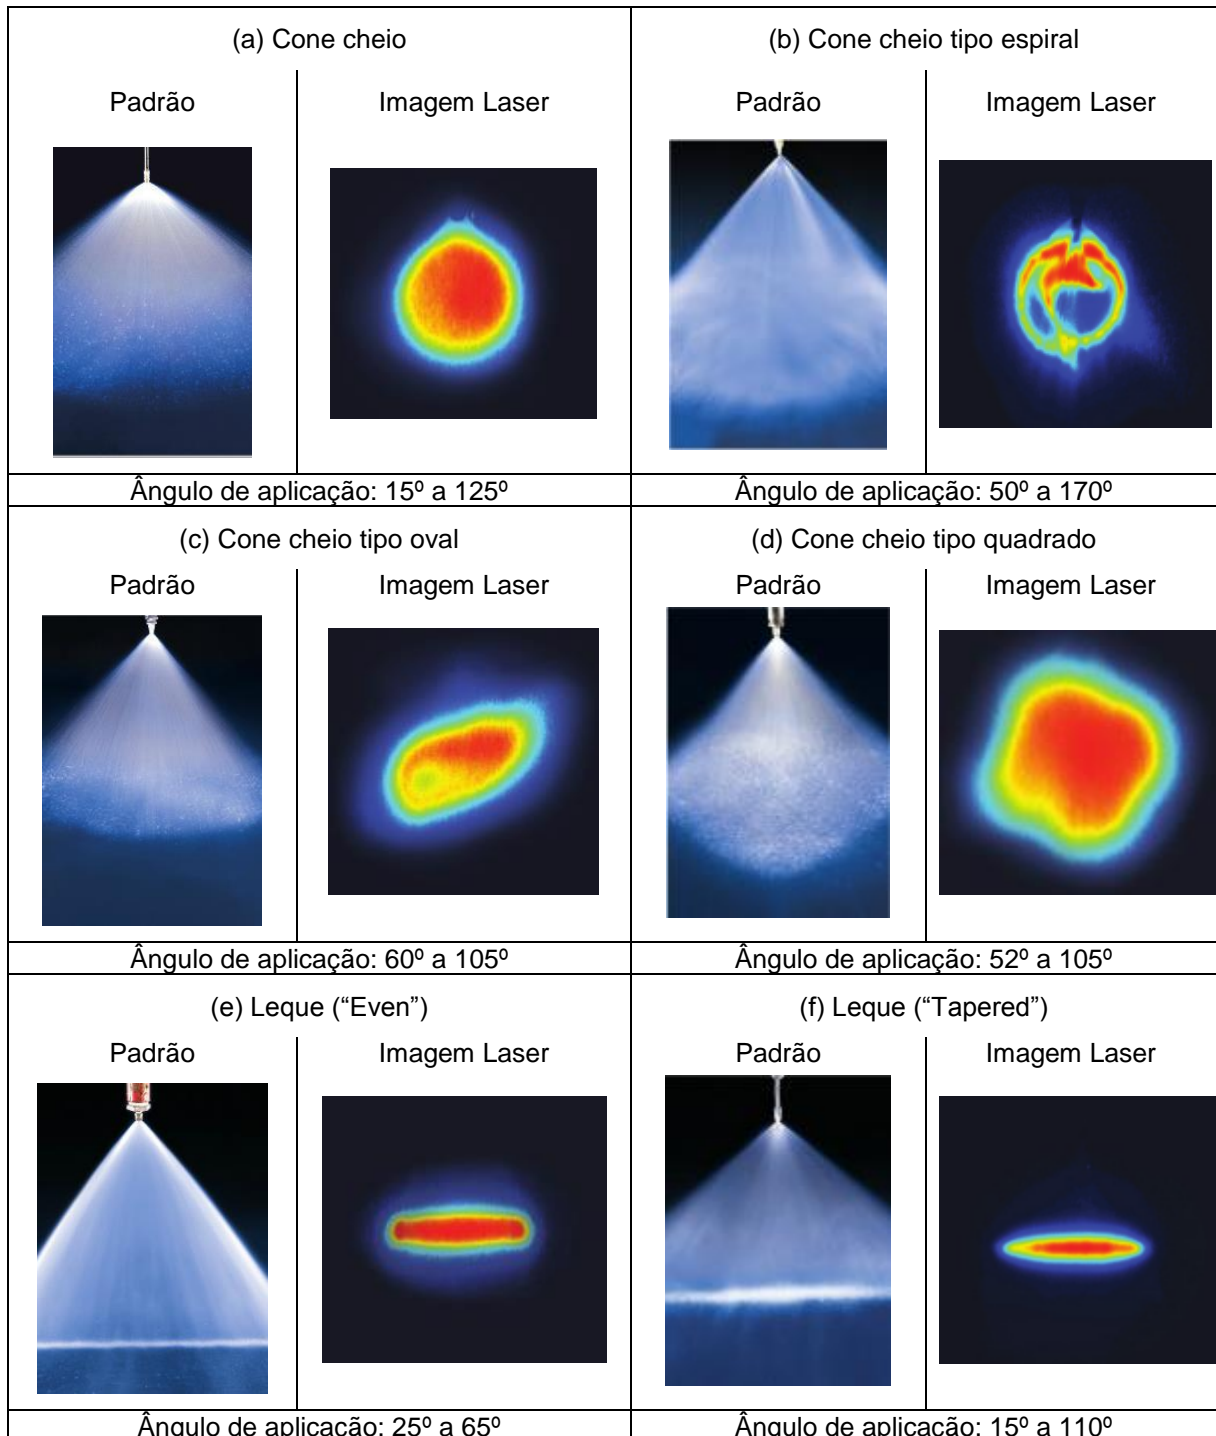 (a) Cone cheio
(b) Cone cheio tipo espiral
Padrão
Imagem Laser
Padrão
Imagem Laser
Ângulo de aplicação: 15º a 125º
Ângulo de aplicação: 50º a 170º
(c) Cone cheio tipo oval
(d) Cone cheio tipo quadrado
Padrão
Imagem Laser
Padrão
Imagem Laser
Ângulo de aplicação: 60º a 105º
Ângulo de aplicação: 52º a 105º
(e) Leque (“Even”)
(f) Leque (“Tapered”)
Padrão
Imagem Laser
Padrão
Imagem Laser
Ângulo de aplicação: 25º a 65º
Ângulo de aplicação: 15º a 110º